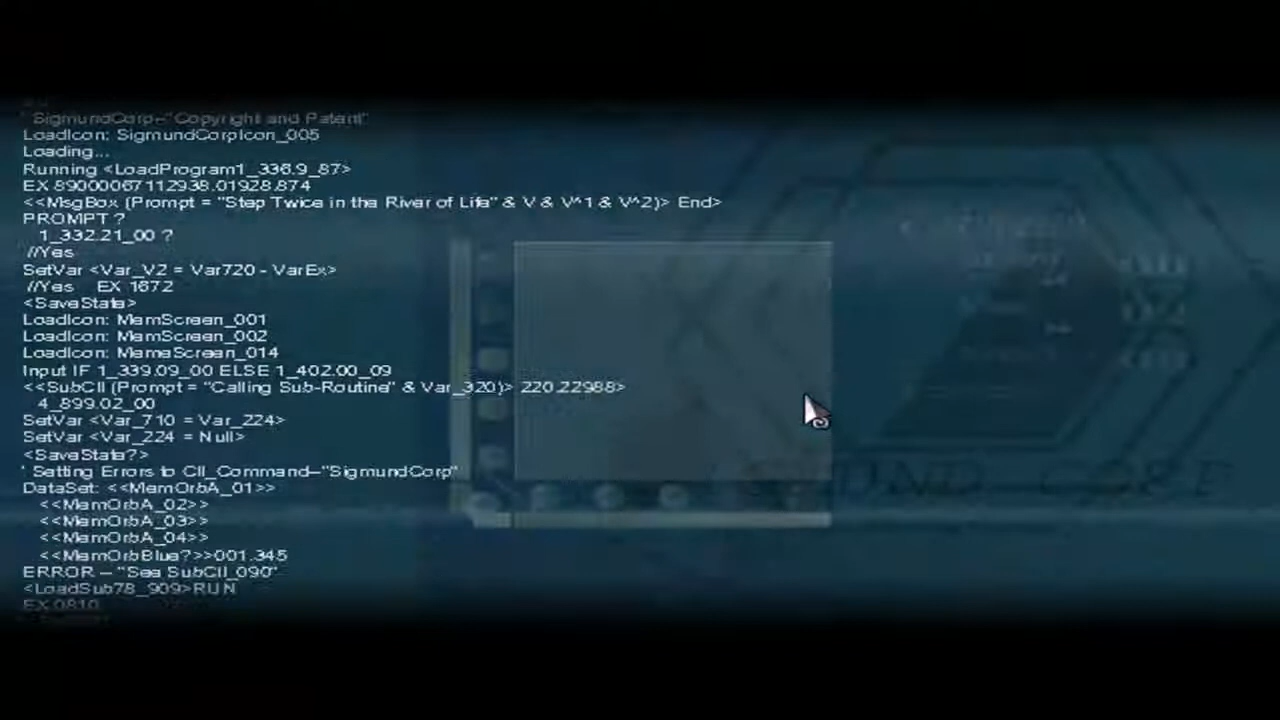 ' SigmundCorp-"Copyright and Patent"
LoadIcon: SigmundCorpIcon_005
Loading...
Running <LoadProgram1_336.9_87>
EX 89000067112938.01928.874
<<MsgBox (Prompt = "Step Twice in the River of Life" & V & V^1 & V^2)> End>
PROMPT ?
1_332.21_00 ?
//Yes
SetVar <Var_V2 = Var720 - VarEx>
//Yes EX 1672
<SaveState>
LoadIcon: MemScreen_001
LoadIcon: MemScreen_002
LoadIcon: MemeScreen_014
Input IF 1_339.09_00 ELSE 1_402.00_09
<<SubCll (Prompt = "Calling Sub-Routine" & Var_320)> 220.22988>
4_899.02_00
SetVar <Var_710 = Var_224>
SetVar <Var_224 = Null>
<SaveState?>
' Setting Errors to Cll_Command-"SigmundCorp"
DataSet: <<MemOrbA_01>>
<<MemOrbA_02>>
<<MemOrbA_03>>
<<MemOrbA_04>>
<<MemOrbBlue?>>001.345
ERROR - "See SubCll_090"
<LoadSub78_909>RUN
EX 0810